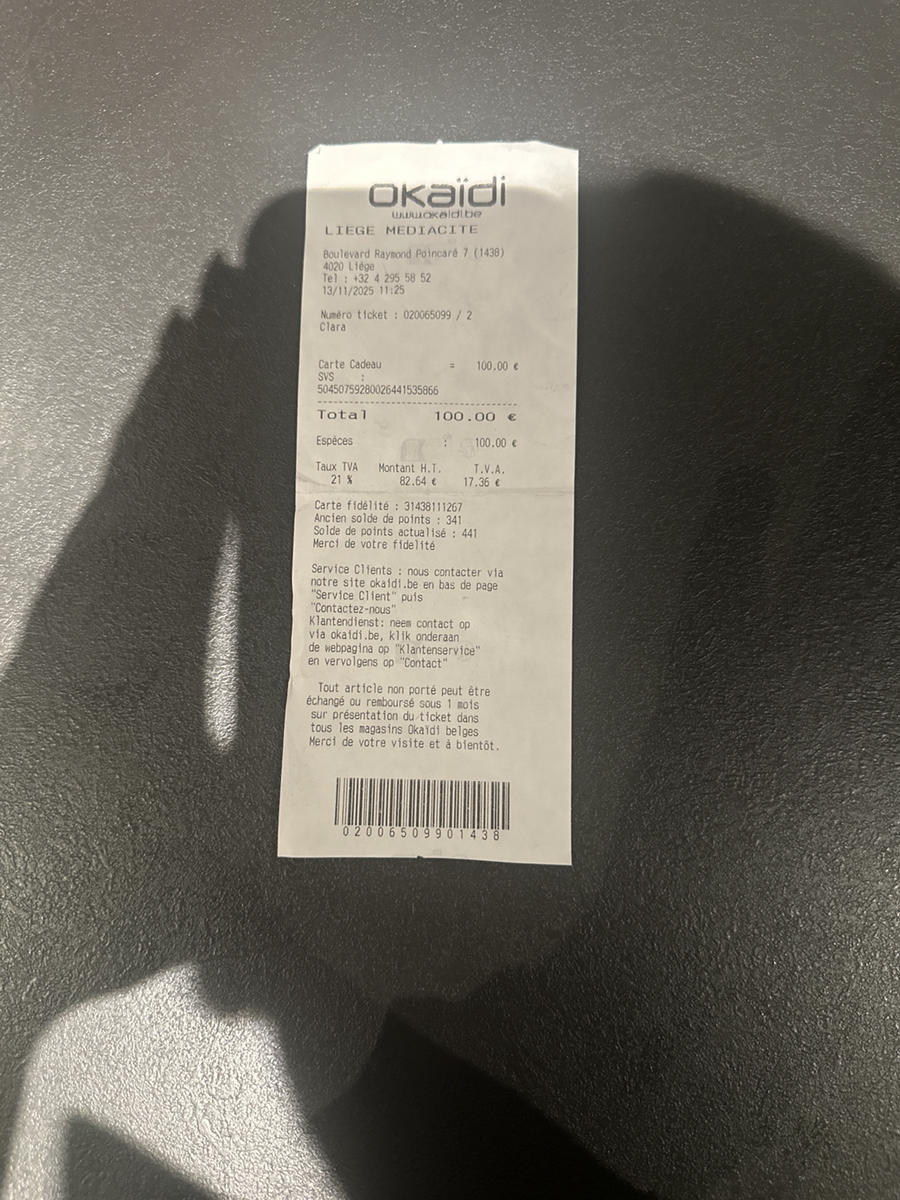 okaïdi
www.okaidi.be
LIEGE MEDIACITE
Boulevard Raymond Poincaré 7 (1438)
4020 Liége
Tel : +32 4 295 58 52
13/11/2025 11:25
Numéro ticket : 020065099 / 2
Clara
Carte Cadeau = 100.00 €
SVS :
5045075928002644153586​6
Total 100.00 €
Espèces : 100.00 €
Taux TVA Montant H.T. T.V.A.
21 % 82.64 € 17.36 €
Carte fidélité : 31438111267
Ancien solde de points : 341
Solde de points actualisé : 441
Merci de votre fidelité
Service Clients : nous contacter via
notre site okaidi.be en bas de page
"Service Client" puis
"Contactez-nous"
Klantendienst: neem contact op
via okaidi.be, klik onderaan
de webpagina op "Klantenservice"
en vervolgens op "Contact"
Tout article non porté peut être
échangé ou remboursé sous 1 mois
sur présentation du ticket dans
tous les magasins Okaïdi belges
Merci de votre visite et à bientôt.
02006509901438